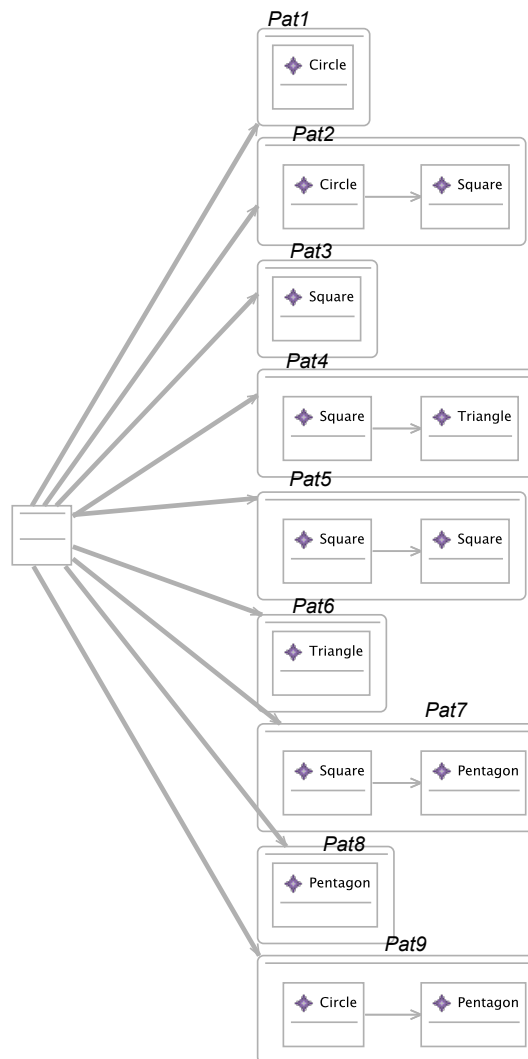 Pat1
Circle
Pat2
Circle Square
Pat3
Square
Pat4
Square Triangle
Pat5
Square Square
Pat6
Triangle
Pat7
Square Pentagon
Pat8
Pentagon
Pat9
Circle Pentagon